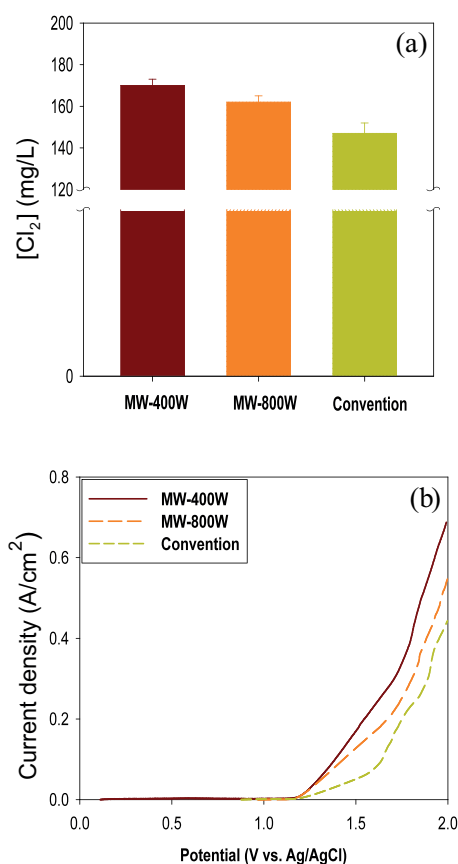 (a)
[Cl₂] (mg/L)
200
180
160
140
120
0
MW-400W MW-800W Convention
(b)
MW-400W
MW-800W
Convention
Current density (A/cm²)
0.8
0.6
0.4
0.2
0.0
0.0 0.5 1.0 1.5 2.0
Potential (V vs. Ag/AgCl)